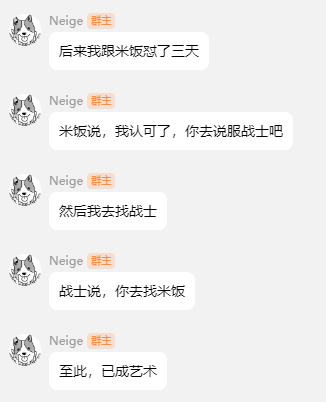 Neige 群主
后来我跟米饭怼了三天
Neige 群主
米饭说，我认可了，你去说服战士吧
Neige 群主
然后我去找战士
Neige 群主
战士说，你去找米饭
Neige 群主
至此，已成艺术